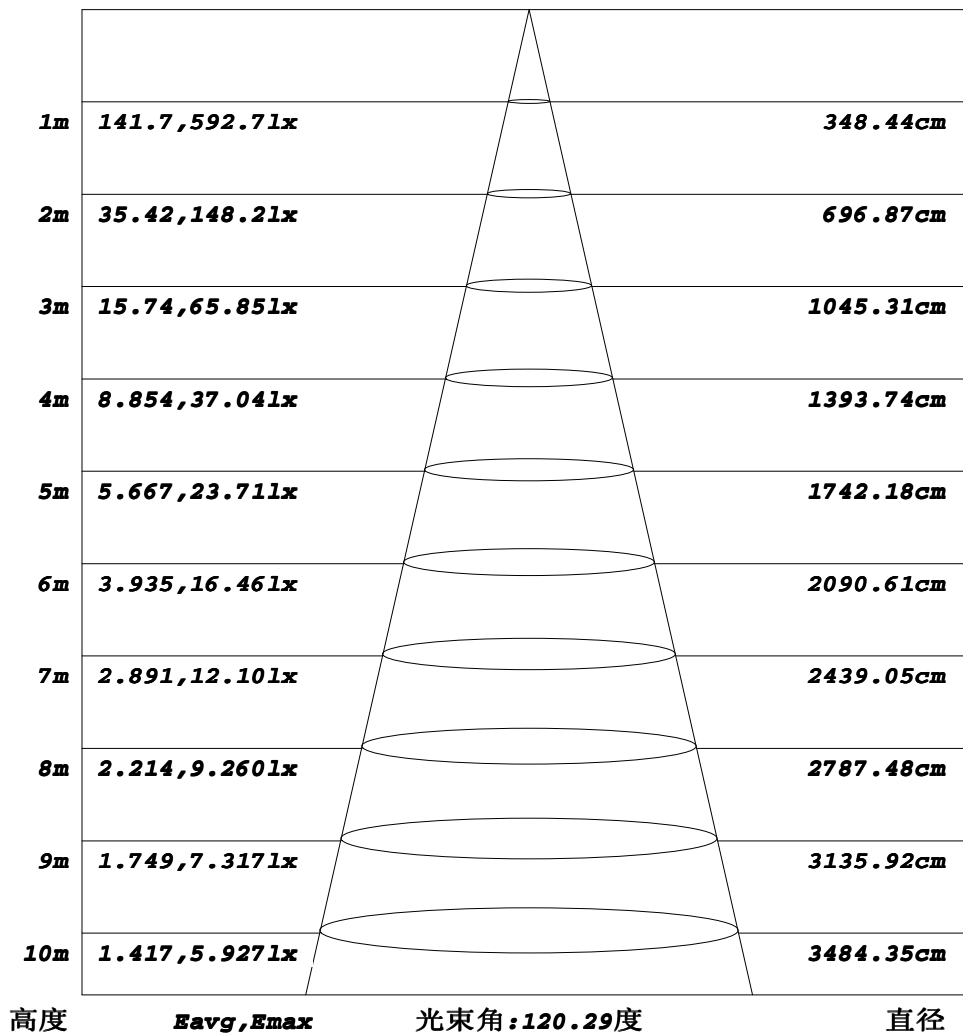 1m 141.7,592.7lx 348.44cm
2m 35.42,148.2lx 696.87cm
3m 15.74,65.85lx 1045.31cm
4m 8.854,37.04lx 1393.74cm
5m 5.667,23.71lx 1742.18cm
6m 3.935,16.46lx 2090.61cm
7m 2.891,12.10lx 2439.05cm
8m 2.214,9.260lx 2787.48cm
9m 1.749,7.317lx 3135.92cm
10m 1.417,5.927lx 3484.35cm
高度 Eavg,Emax 光束角:120.29度 直径